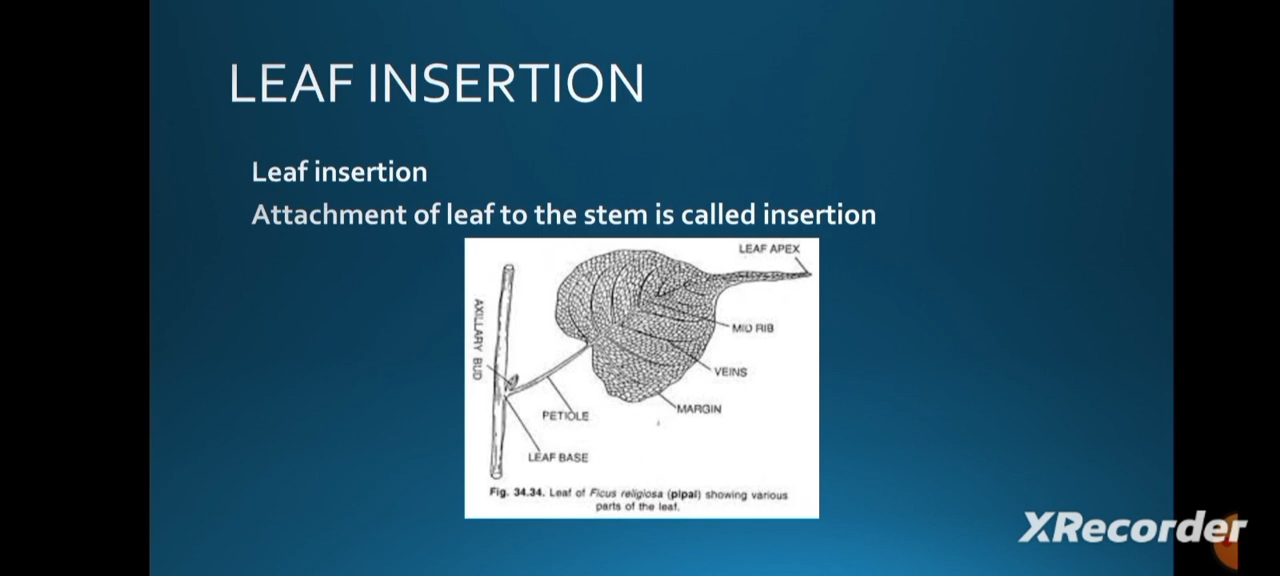 LEAF INSERTION
Leaf insertion
Attachment of leaf to the stem is called insertion
LEAF APEX
AXILLARY BUD
MID RIB
VEINS
MARGIN
PETIOLE
LEAF BASE
Fig. 34.34. Leaf of Ficus religiosa (pipal) showing various
parts of the leaf.
XRecorder